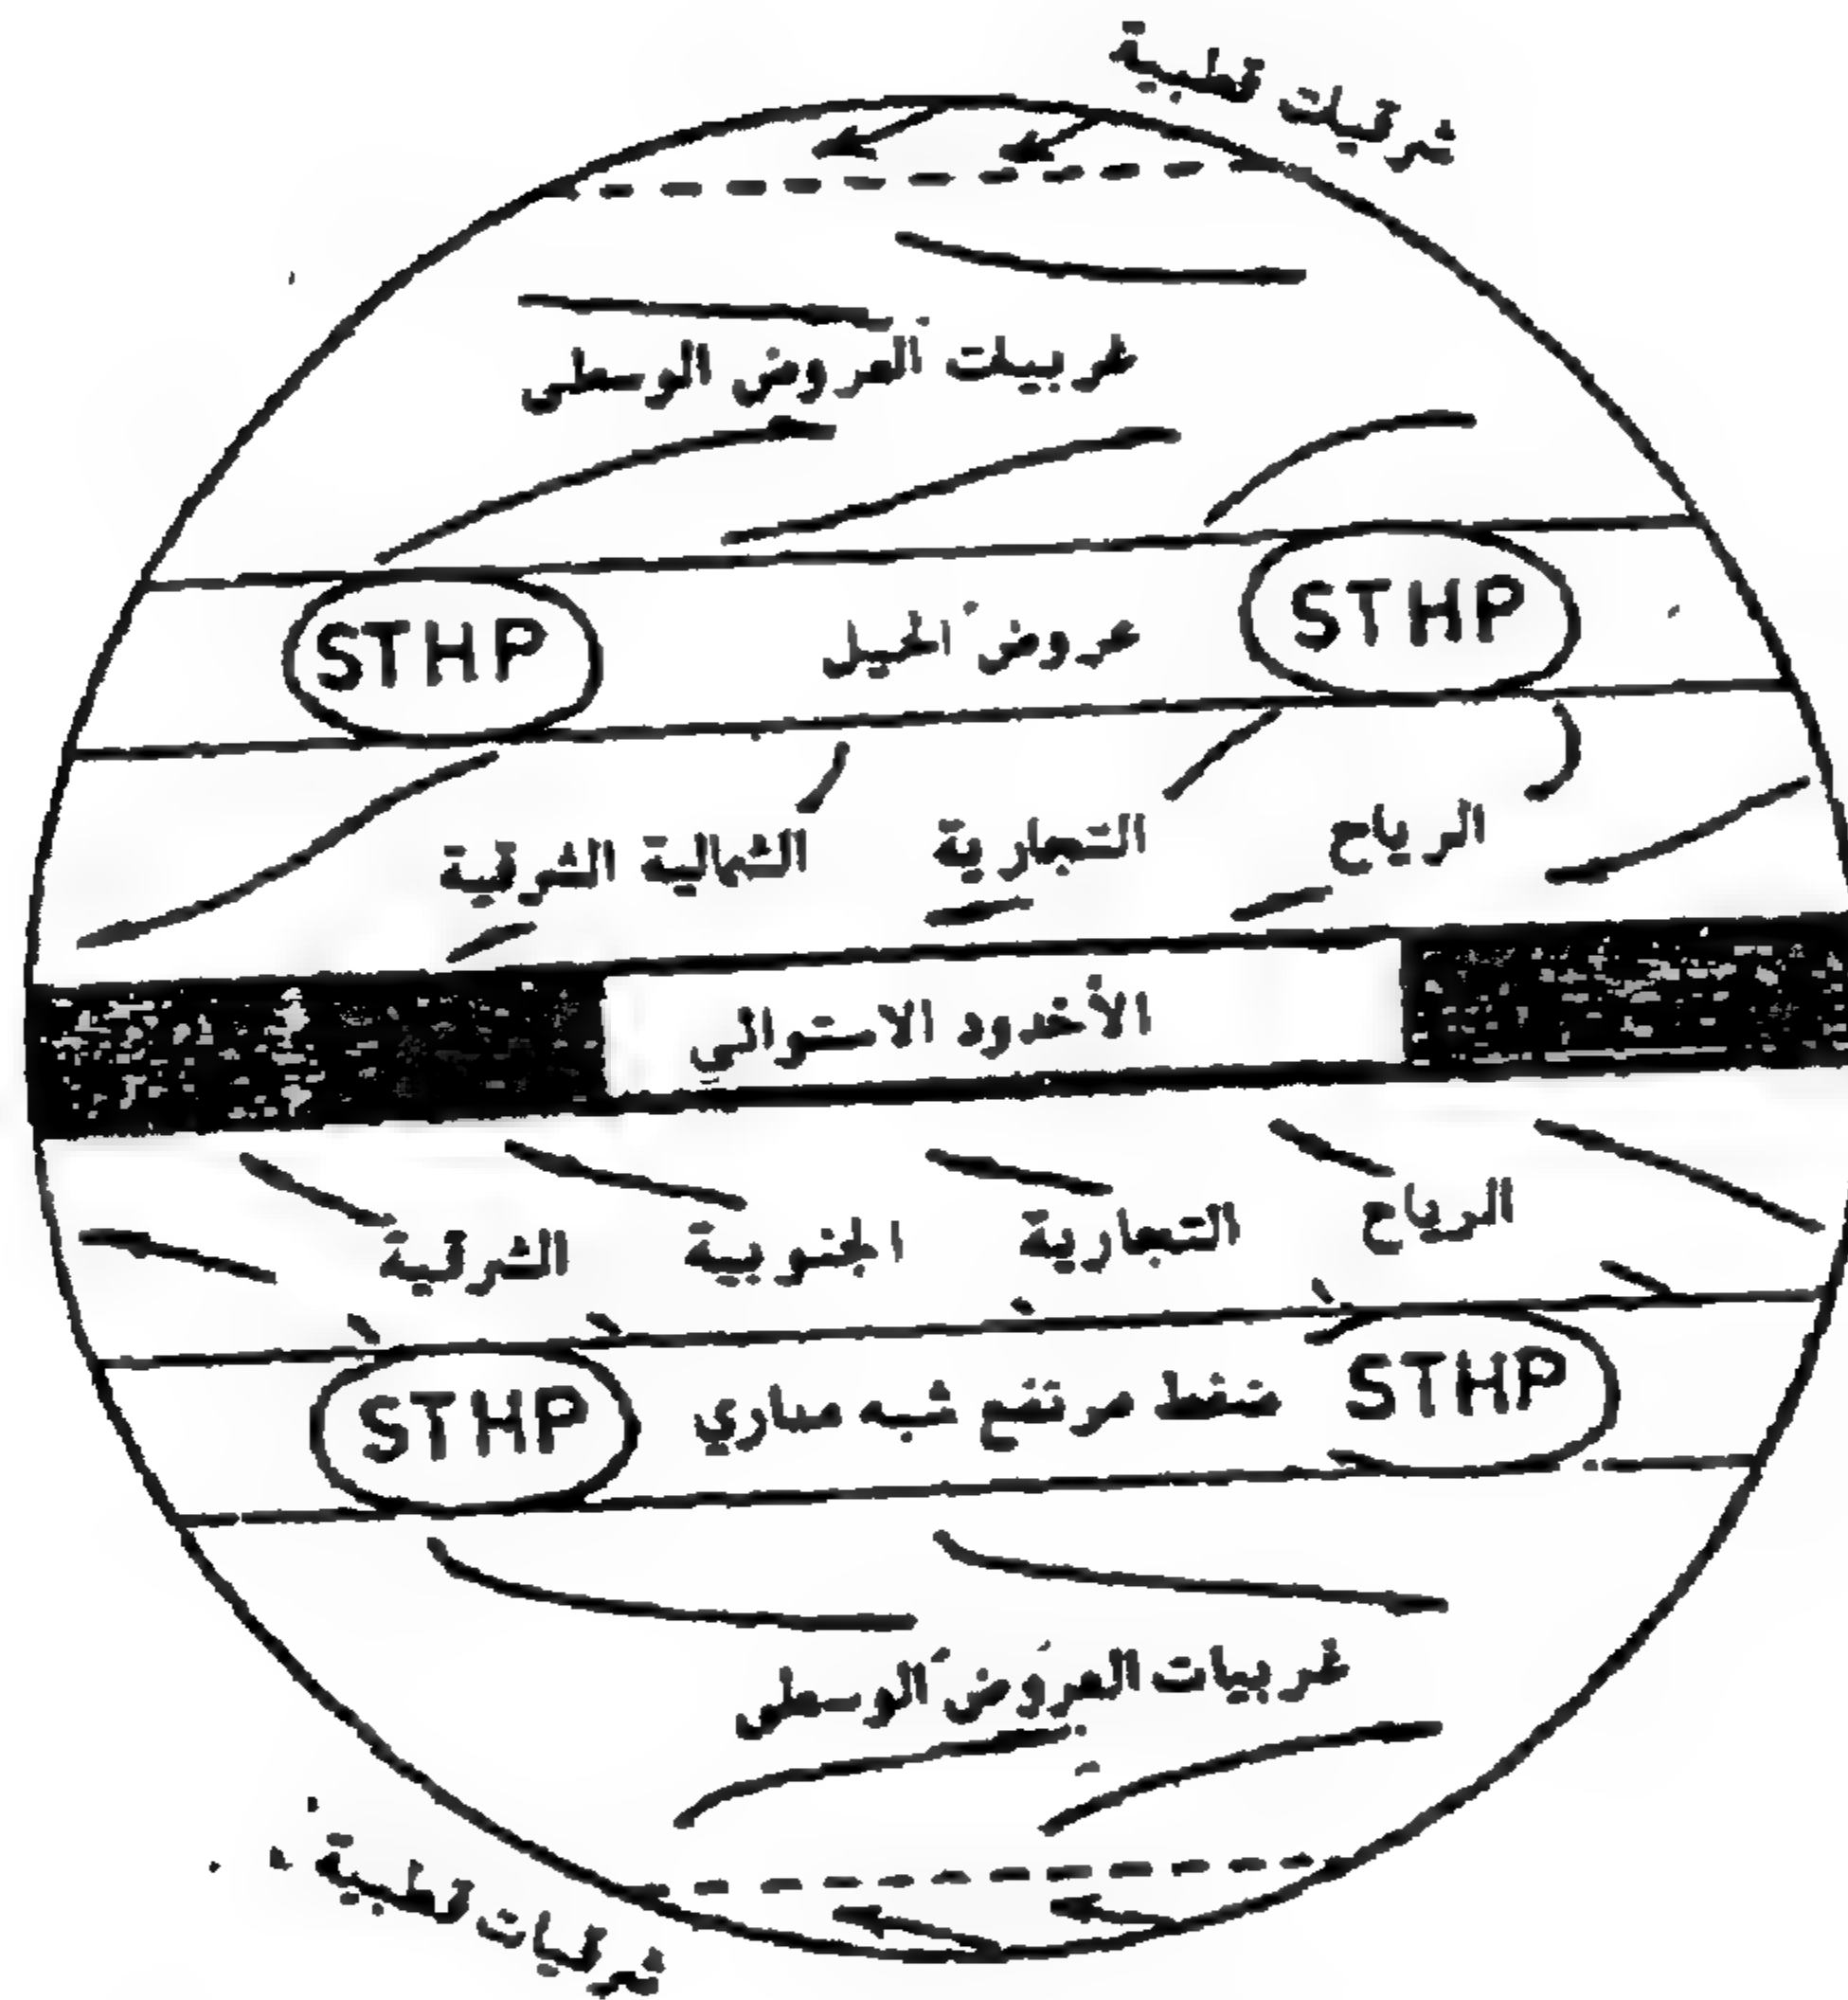 شرقيات قطبية
غربيات العروض الوسطى
STHP عروض الخيل STHP
الرياح التجارية الشمالية الشرقية
الأخدود الاستوائي
الرياح التجارية الجنوبية الشرقية
STHP ضغط مرتفع شبه مداري STHP
غربيات العروض الوسطى
شرقيات قطبية